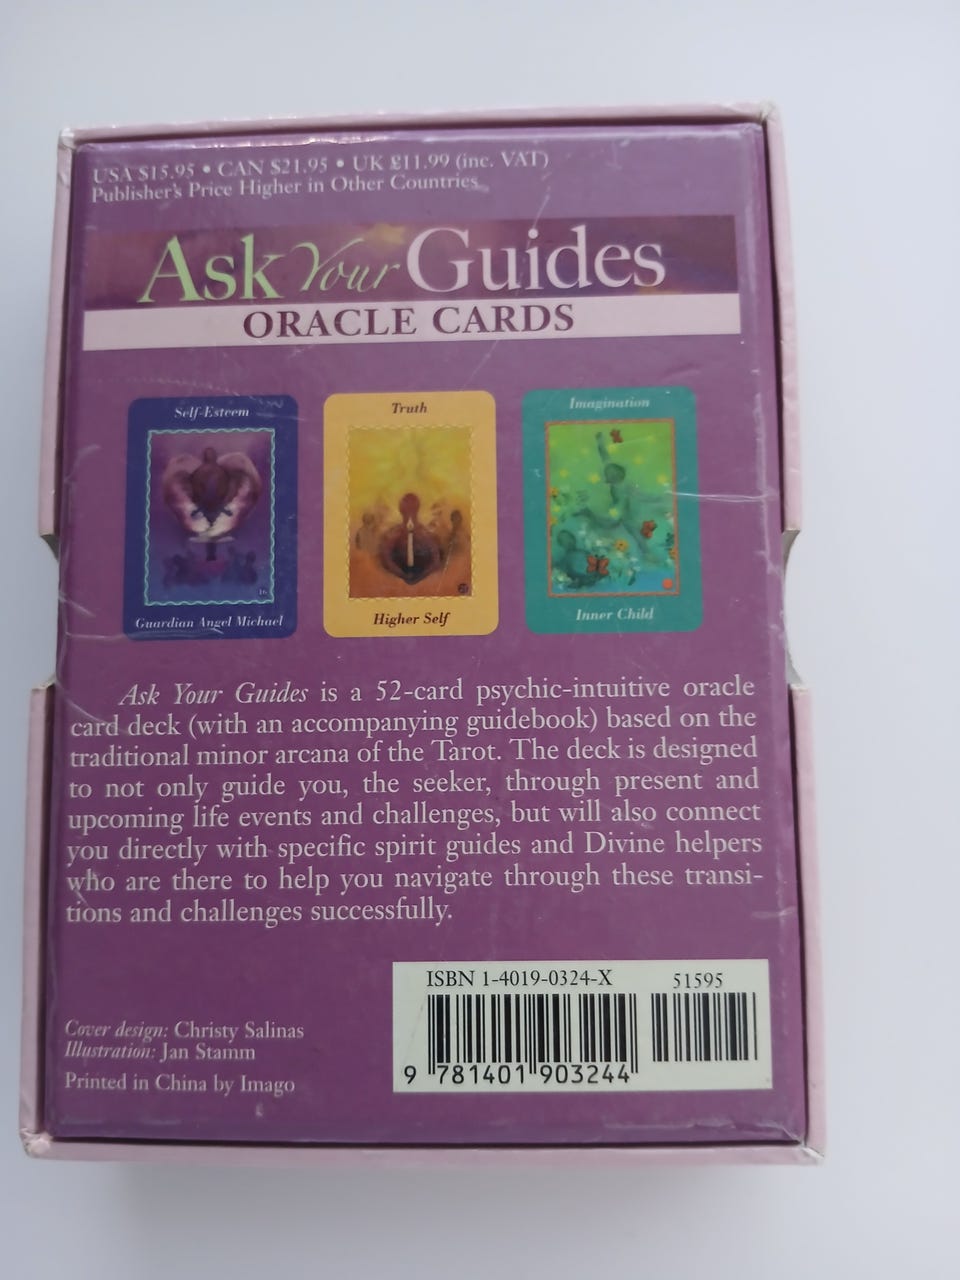 USA $15.95 • CAN $21.95 • UK £11.99 (inc. VAT)
Publisher's Price Higher in Other Countries
Ask Your Guides
ORACLE CARDS
Self-Esteem
16
Guardian Angel Michael
Truth
Higher Self
Imagination
Inner Child
Ask Your Guides is a 52-card psychic-intuitive oracle
card deck (with an accompanying guidebook) based on the
traditional minor arcana of the Tarot. The deck is designed
to not only guide you, the seeker, through present and
upcoming life events and challenges, but will also connect
you directly with specific spirit guides and Divine helpers
who are there to help you navigate through these transi-
tions and challenges successfully.
Cover design: Christy Salinas
Illustration: Jan Stamm
Printed in China by Imago
ISBN 1-4019-0324-X
51595
9 781401 903244